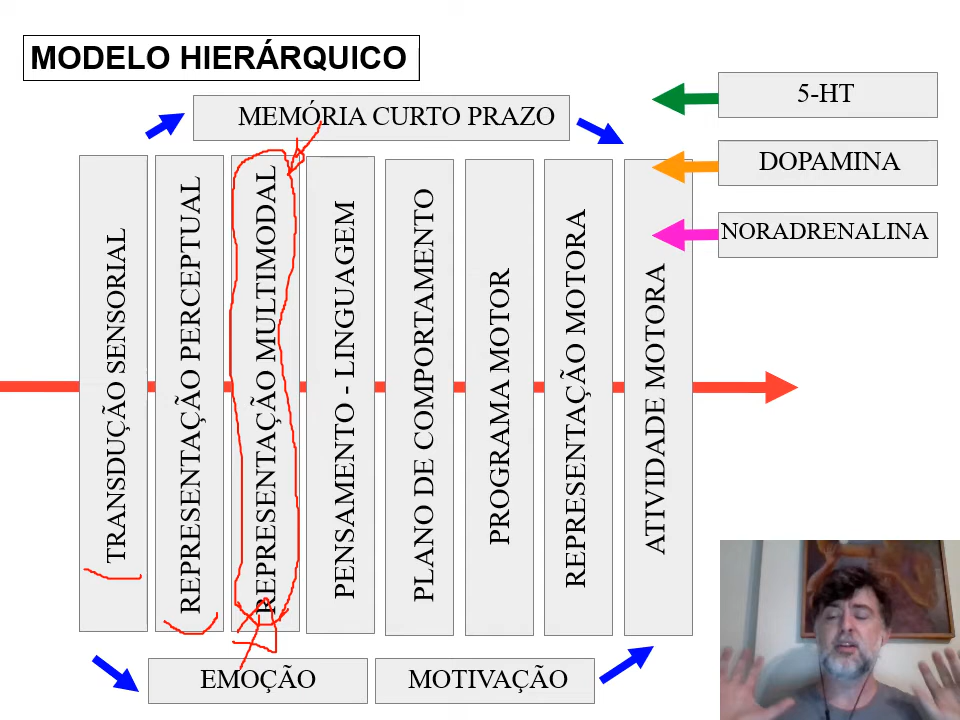 MODELO HIERÁRQUICO
MEMÓRIA CURTO PRAZO
5-HT
DOPAMINA
NORADRENALINA
TRANSDUÇÃO SENSORIAL
REPRESENTAÇÃO PERCEPTUAL
REPRESENTAÇÃO MULTIMODAL
PENSAMENTO - LINGUAGEM
PLANO DE COMPORTAMENTO
PROGRAMA MOTOR
REPRESENTAÇÃO MOTORA
ATIVIDADE MOTORA
EMOÇÃO
MOTIVAÇÃO